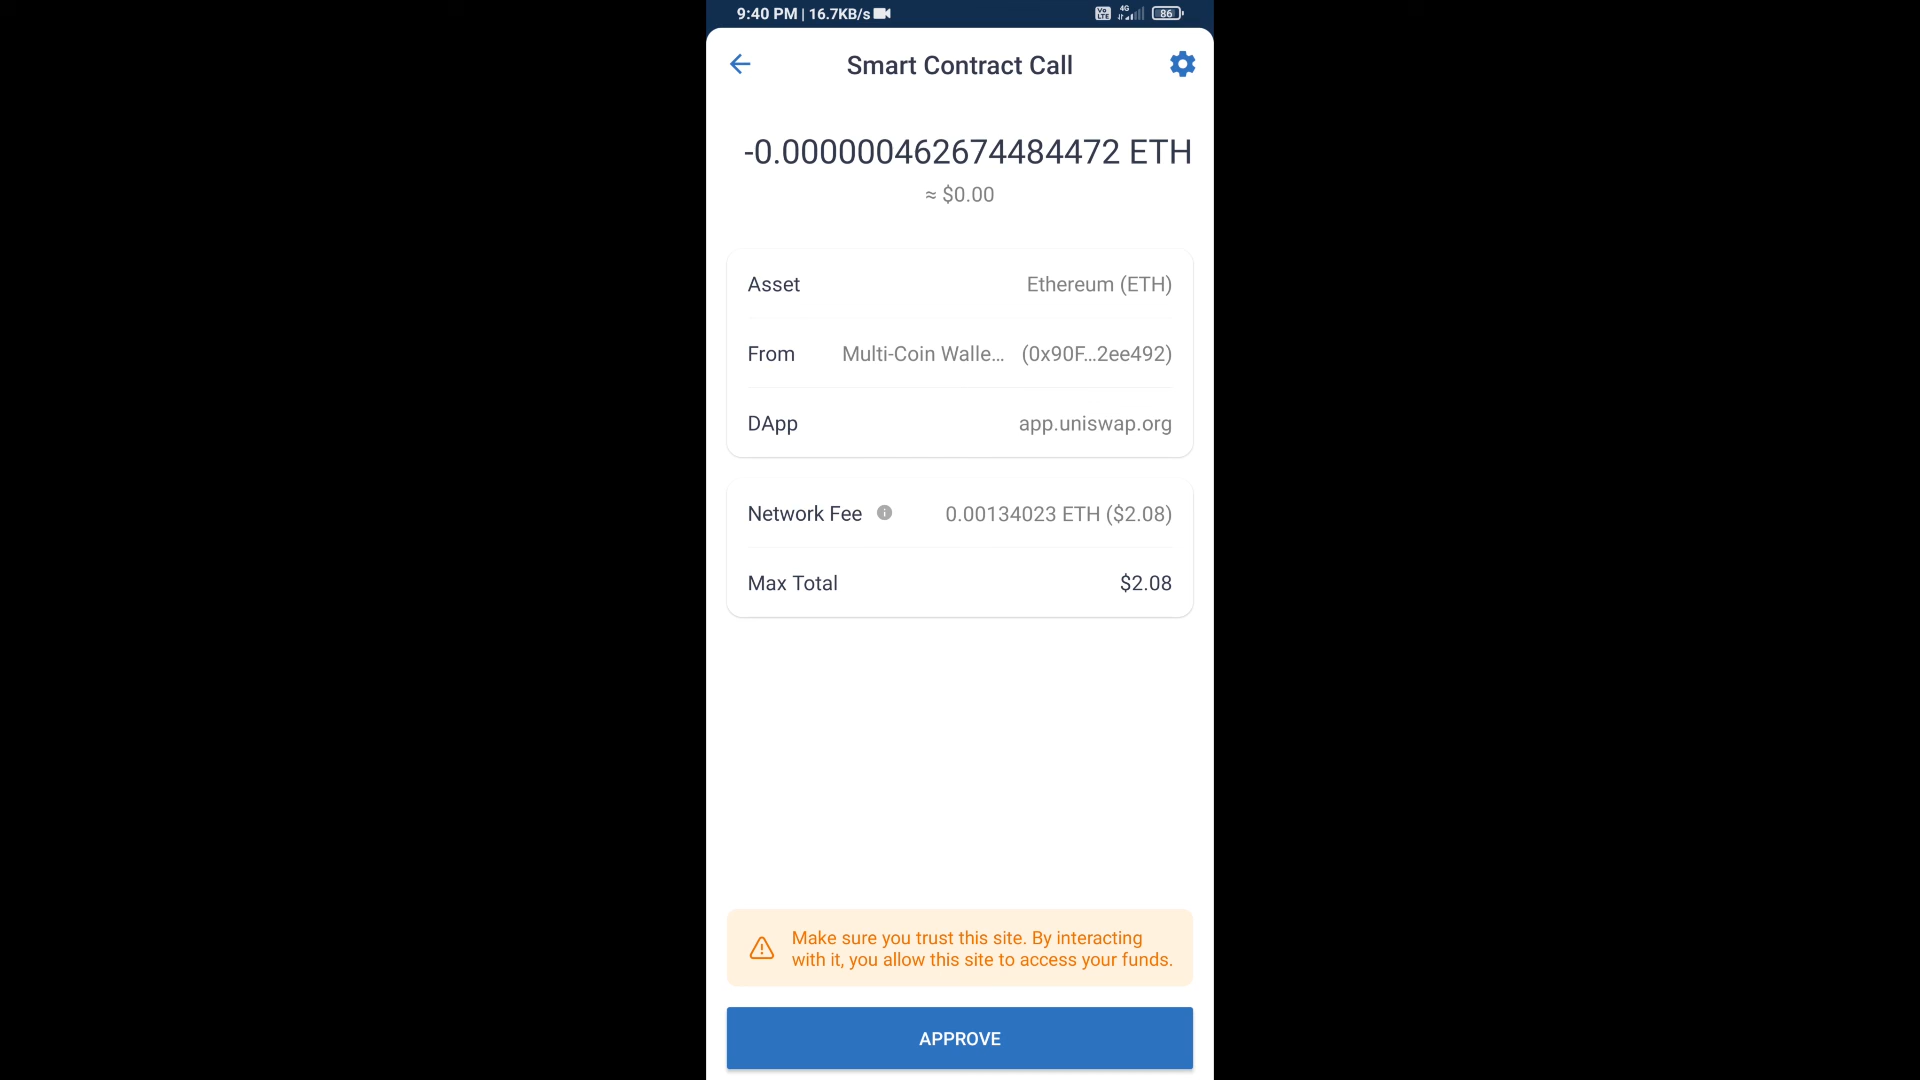 9:40 PM | 16.7KB/s
Vo LTE 4G 86
Smart Contract Call
-0.000000462674484472 ETH
≈ $0.00
Asset Ethereum (ETH)
From Multi-Coin Walle... (0x90F...2ee492)
DApp app.uniswap.org
Network Fee 0.00134023 ETH ($2.08)
Max Total $2.08
Make sure you trust this site. By interacting
with it, you allow this site to access your funds.
APPROVE